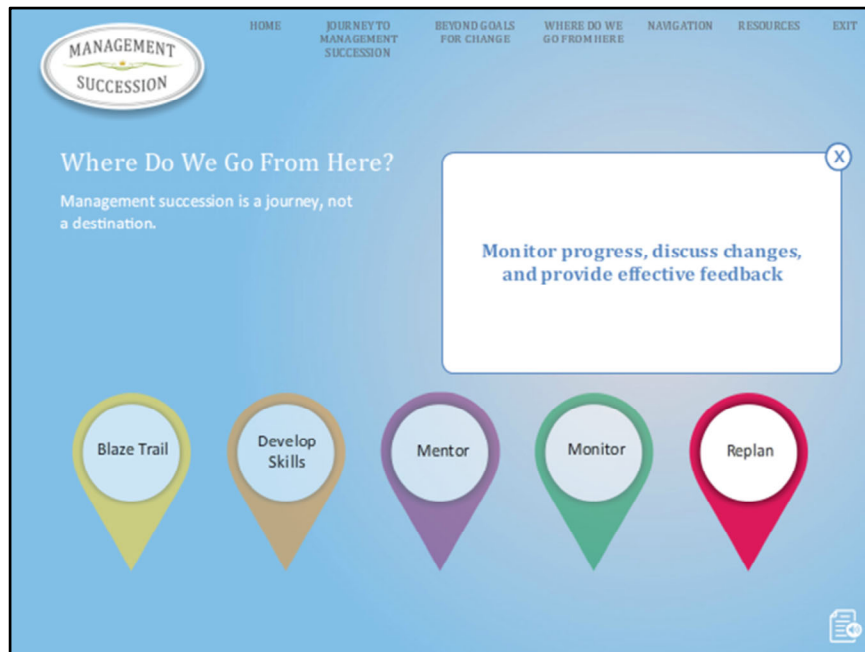 MANAGEMENT
SUCCESSION
HOME
JOURNEY TO
MANAGEMENT
SUCCESSION
BEYOND GOALS
FOR CHANGE
WHERE DO WE
GO FROM HERE
NAVIGATION
RESOURCES
EXIT
Where Do We Go From Here?
Management succession is a journey, not
a destination.
X
Monitor progress, discuss changes,
and provide effective feedback
Blaze Trail
Develop
Skills
Mentor
Monitor
Replan